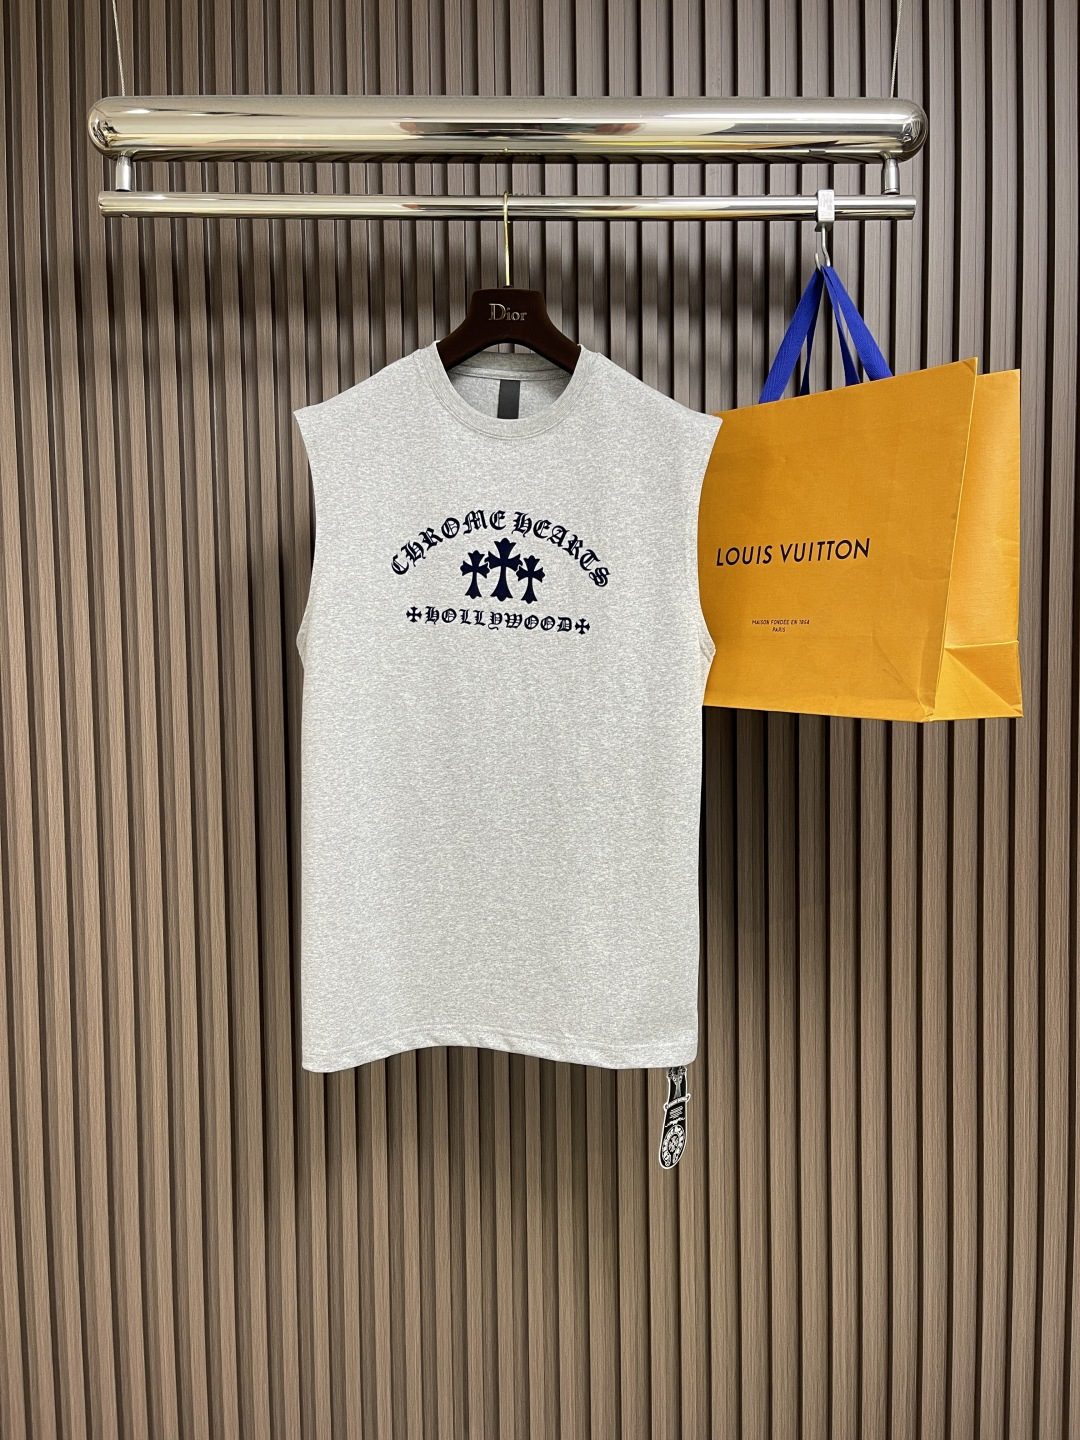 Dior
CHROME HEARTS
HOLLYWOOD
LOUIS VUITTON
MAISON FONDÉE EN 1854
PARIS